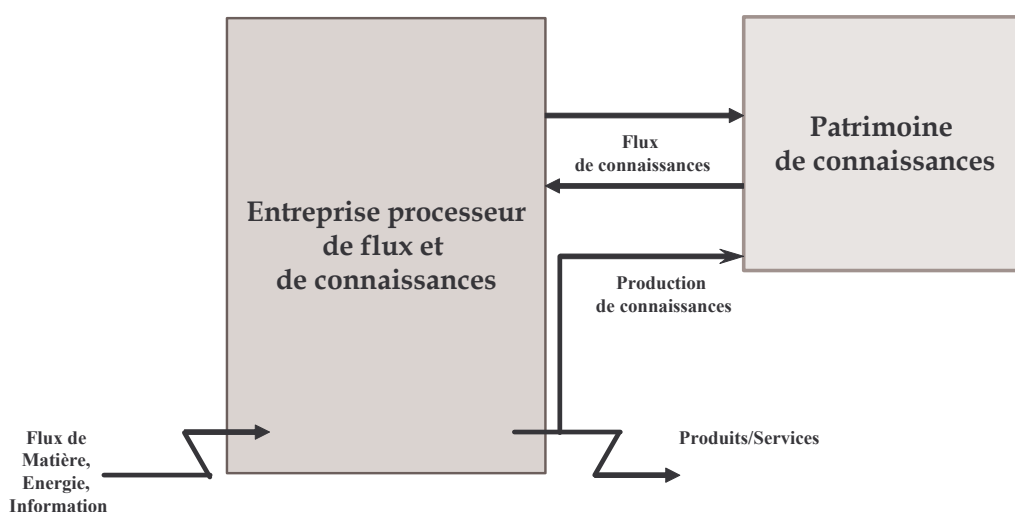 Patrimoine
de connaissances
Flux
de connaissances
Entreprise processeur
de flux et
de connaissances
Production
de connaissances
Flux de
Matière,
Energie,
Information
Produits/Services